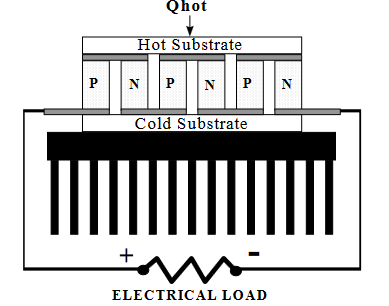 Qhot
Hot Substrate
P N P N P N
Cold Substrate
+ -
ELECTRICAL LOAD